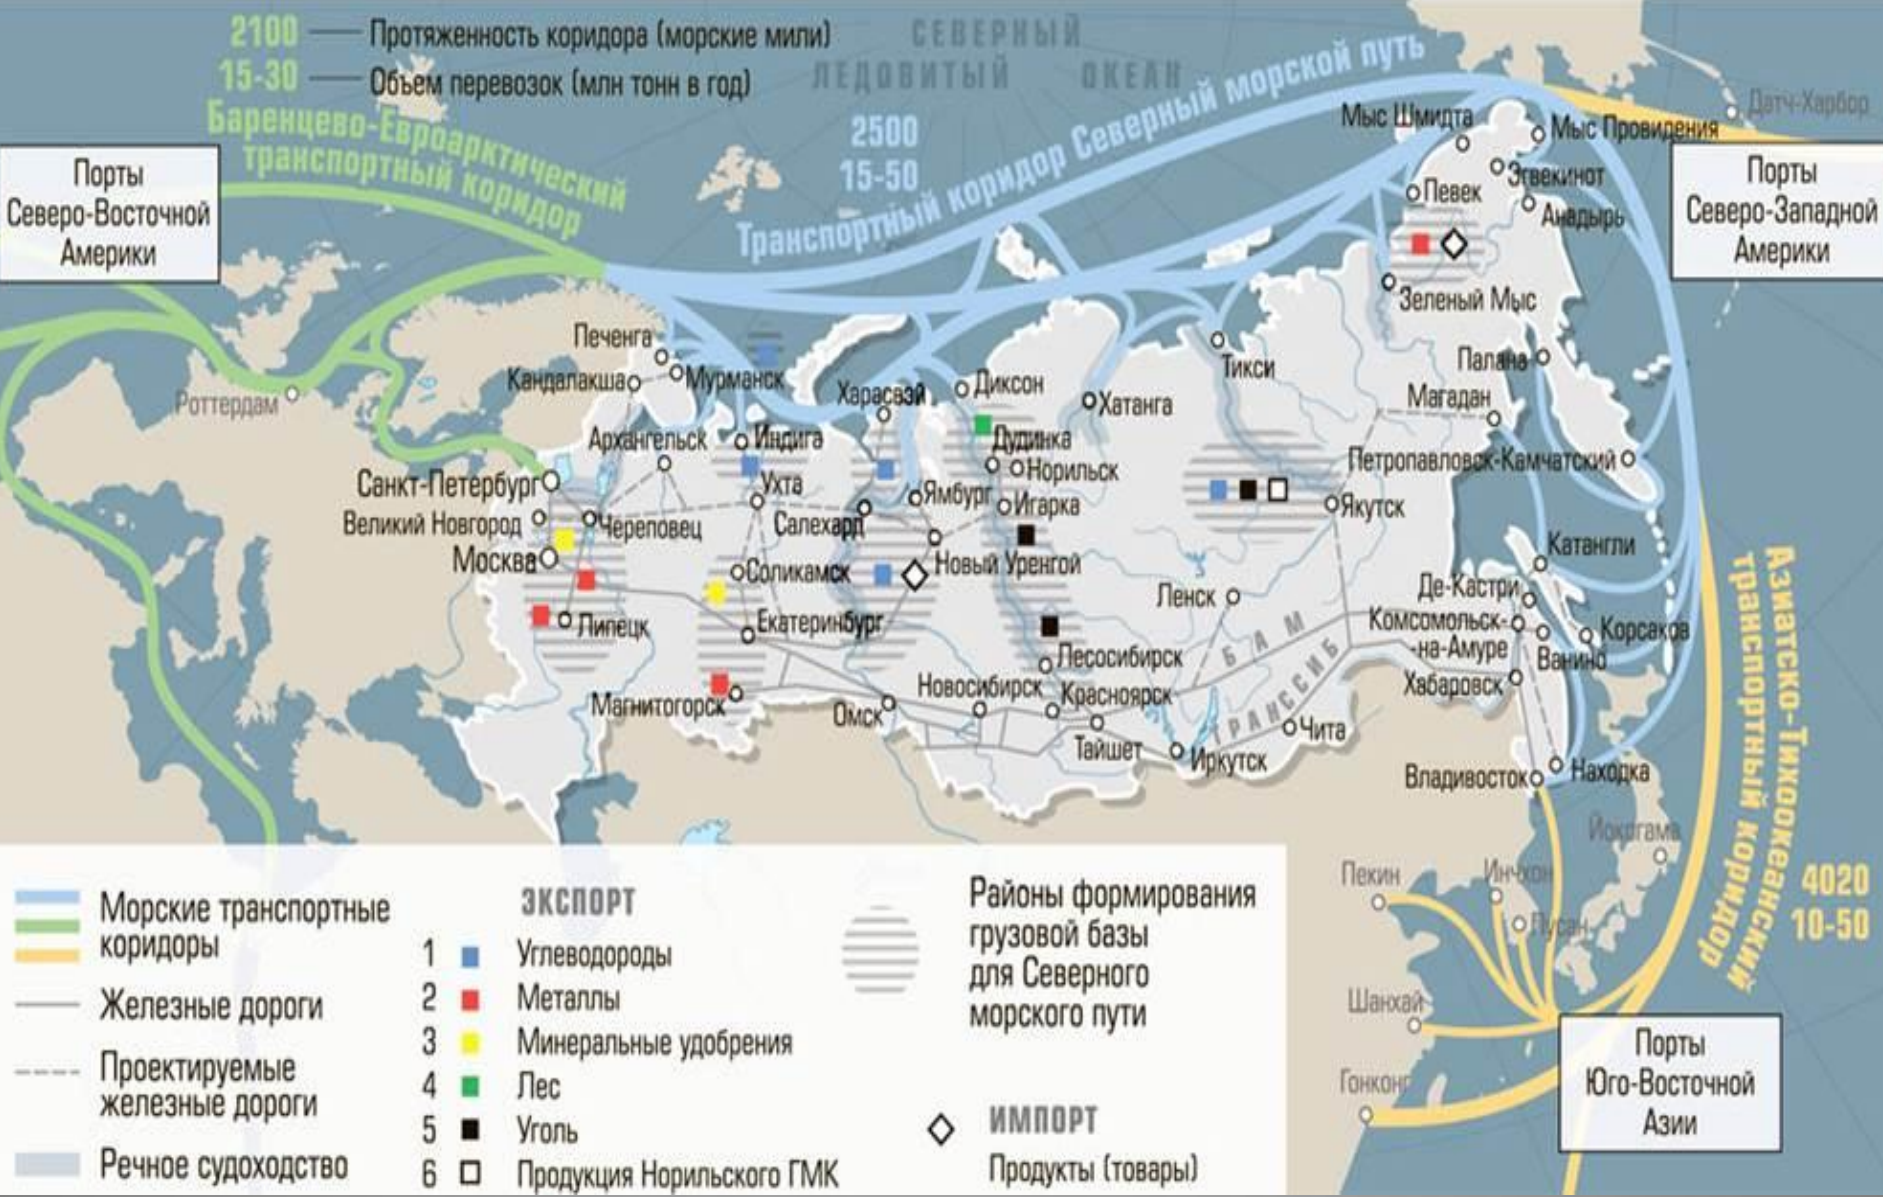 2100
Протяженность коридора (морские мили)
15-30
Объем перевозок (млн тонн в год)
Баренцево-Евроарктический
транспортный коридор
СЕВЕРНЫЙ
ЛЕДОВИТЫЙ ОКЕАН
2500
15-50
Транспортный коридор Северный морской путь
Порты
Северо-Восточной
Америки
Порты
Северо-Западной
Америки
Датч-Харбор
Мыс Шмидта
Мыс Провидения
Эгвекинот
Певек
Анадырь
Зеленый Мыс
Палана
Магадан
Петропавловск-Камчатский
Роттердам
Печенга
Кандалакша
Мурманск
Харасвэй
Диксон
Хатанга
Тикси
Архангельск
Индига
Дудинка
Норильск
Санкт-Петербург
Ухта
Ямбург
Игарка
Якутск
Великий Новгород
Череповец
Салехард
Москва
Соликамск
Новый Уренгой
Катангли
Де-Кастри
Ленск
Комсомольск-
-на-Амуре
Корсаков
Ванино
Липецк
Екатеринбург
Лесосибирск
БАМ
ТРАНССИБ
Хабаровск
Магнитогорск
Омск
Новосибирск
Красноярск
Тайшет
Иркутск
Чита
Владивосток
Находка
Йокогама
Пекин
Инчхон
Пусан
Шанхай
Гонконг
Азиатско-Тихоокеанский
транспортный коридор
4020
10-50
Порты
Юго-Восточной
Азии
Морские транспортные
коридоры
Железные дороги
Проектируемые
железные дороги
Речное судоходство
ЭКСПОРТ
1 Углеводороды
2 Металлы
3 Минеральные удобрения
4 Лес
5 Уголь
6 Продукция Норильского ГМК
Районы формирования
грузовой базы
для Северного
морского пути
ИМПОРТ
Продукты (товары)